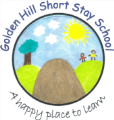 Golden Hill Short Stay School
A happy place to learn